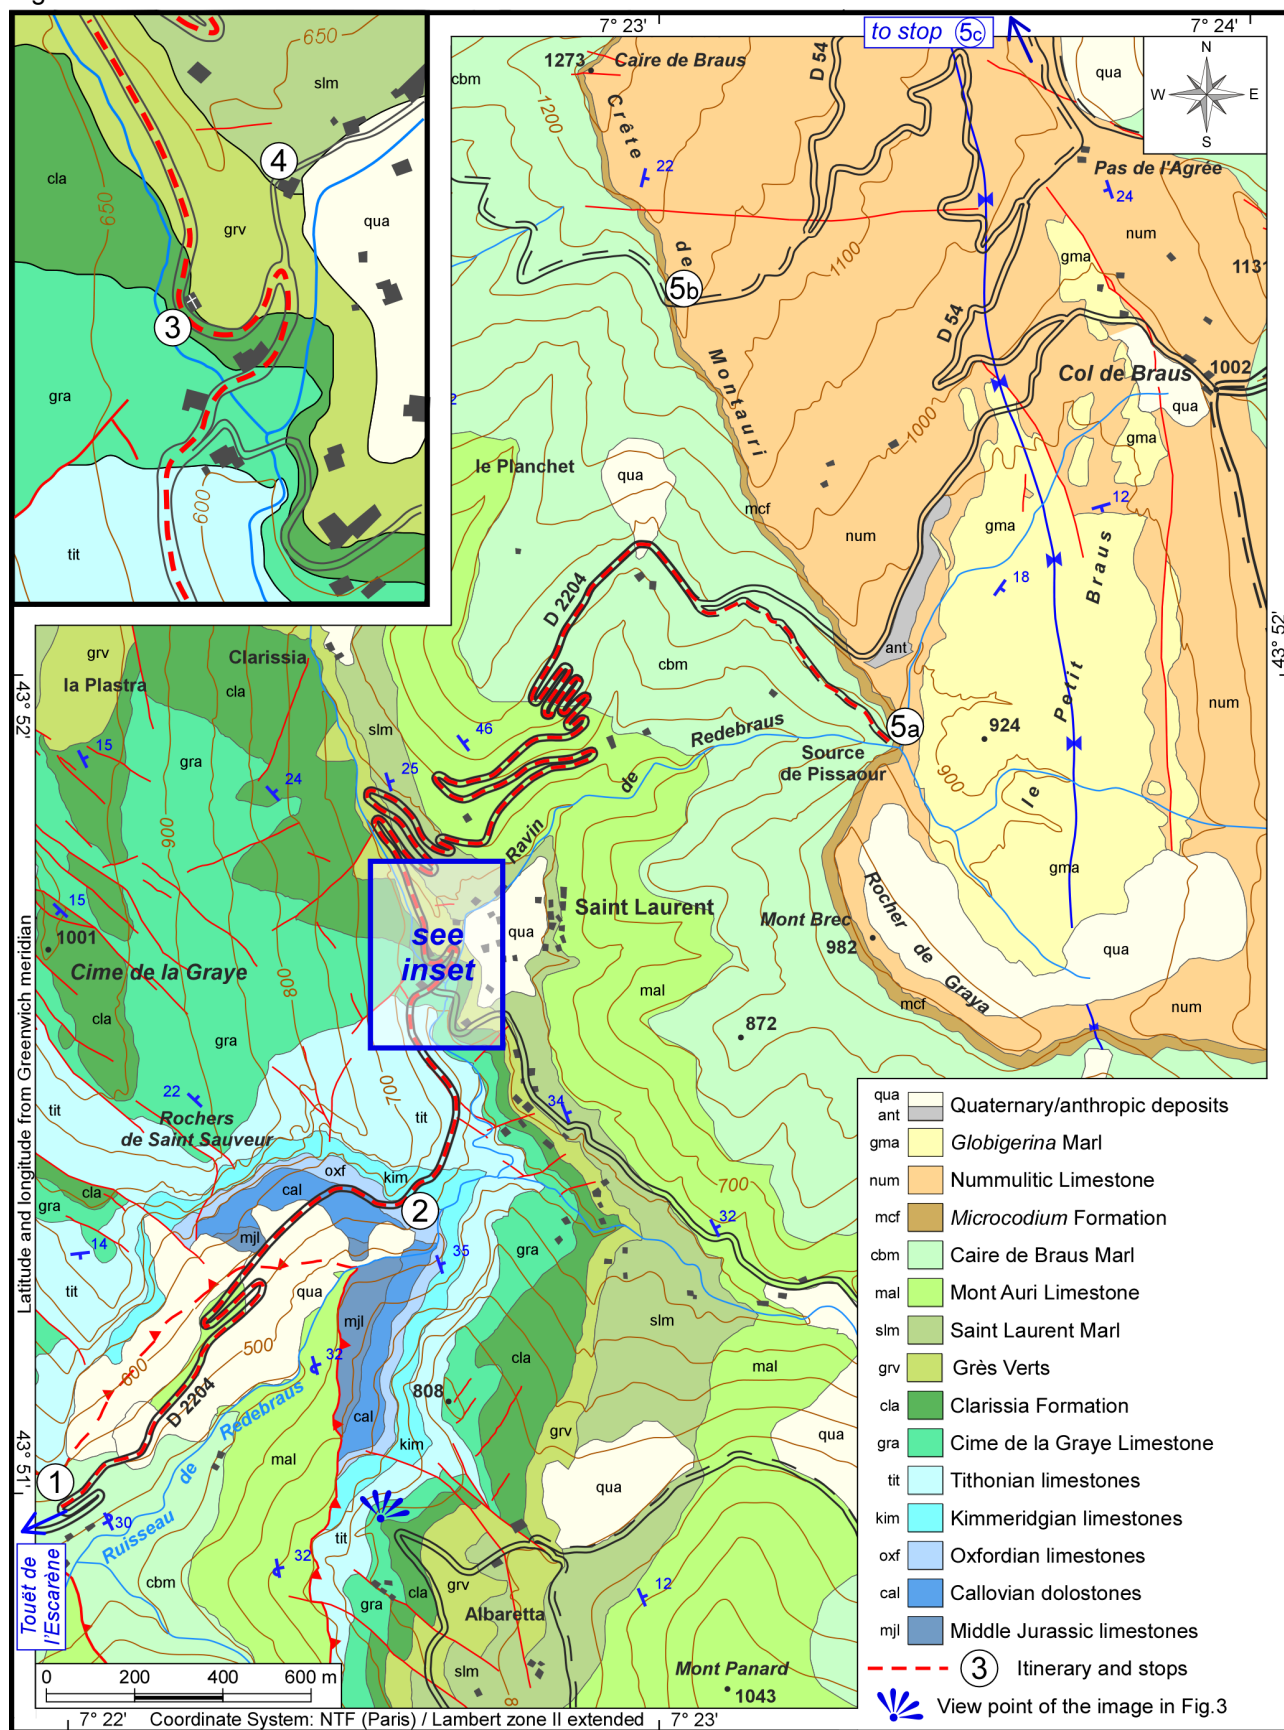 7° 23'
7° 24'
to stop 5c
N
W E
S
650
slm
4
cla
650
grv
qua
3
gra
600
tit
1273
Caire de Braus
cbm
1200
Crête
de
Montauri
22
D 54
qua
Pas de l'Agrée
24
num
gma
1131
1100
5b
D 54
Col de Braus
1002
qua
1000
gma
le Planchet
qua
mcf
num
gma
12
18
D 2204
cbm
ant
le Petit Braus
num
43° 52'
43° 52'
grv
la Plastra
Clarissia
cla
slm
15
gra
24
46
25
900
Ravin de Redebraus
5a
Source
de Pissaour
924
900
gma
15
1001
Cime de la Graye
cla
800
gra
see
inset
qua
Saint Laurent
mal
Mont Brec
982
Rocher de Graya
mcf
qua
num
872
22
Rochers
de Saint Sauveur
tit
700
tit
34
oxf
cal
kim
2
cla
gra
mjl
14
tit
qua
35
gra
700
32
mjl
slm
cla
mal
600
500
32
D 2204
808
cal
kim
grv
qua
qua
1
mal
30
Ruisseau de Redebraus
cbm
32
tit
gra
cla
grv
Albaretta
slm
12
Mont Panard
1043
8
Latitude and longitude from Greenwich meridian
43° 51'
Touët de
l'Escarène
0 200 400 600 m
7° 22' Coordinate System: NTF (Paris) / Lambert zone II extended 7° 23'
qua
ant Quaternary/anthropic deposits
gma Globigerina Marl
num Nummulitic Limestone
mcf Microcodium Formation
cbm Caire de Braus Marl
mal Mont Auri Limestone
slm Saint Laurent Marl
grv Grès Verts
cla Clarissia Formation
gra Cime de la Graye Limestone
tit Tithonian limestones
kim Kimmeridgian limestones
oxf Oxfordian limestones
cal Callovian dolostones
mjl Middle Jurassic limestones
3 Itinerary and stops
View point of the image in Fig.3